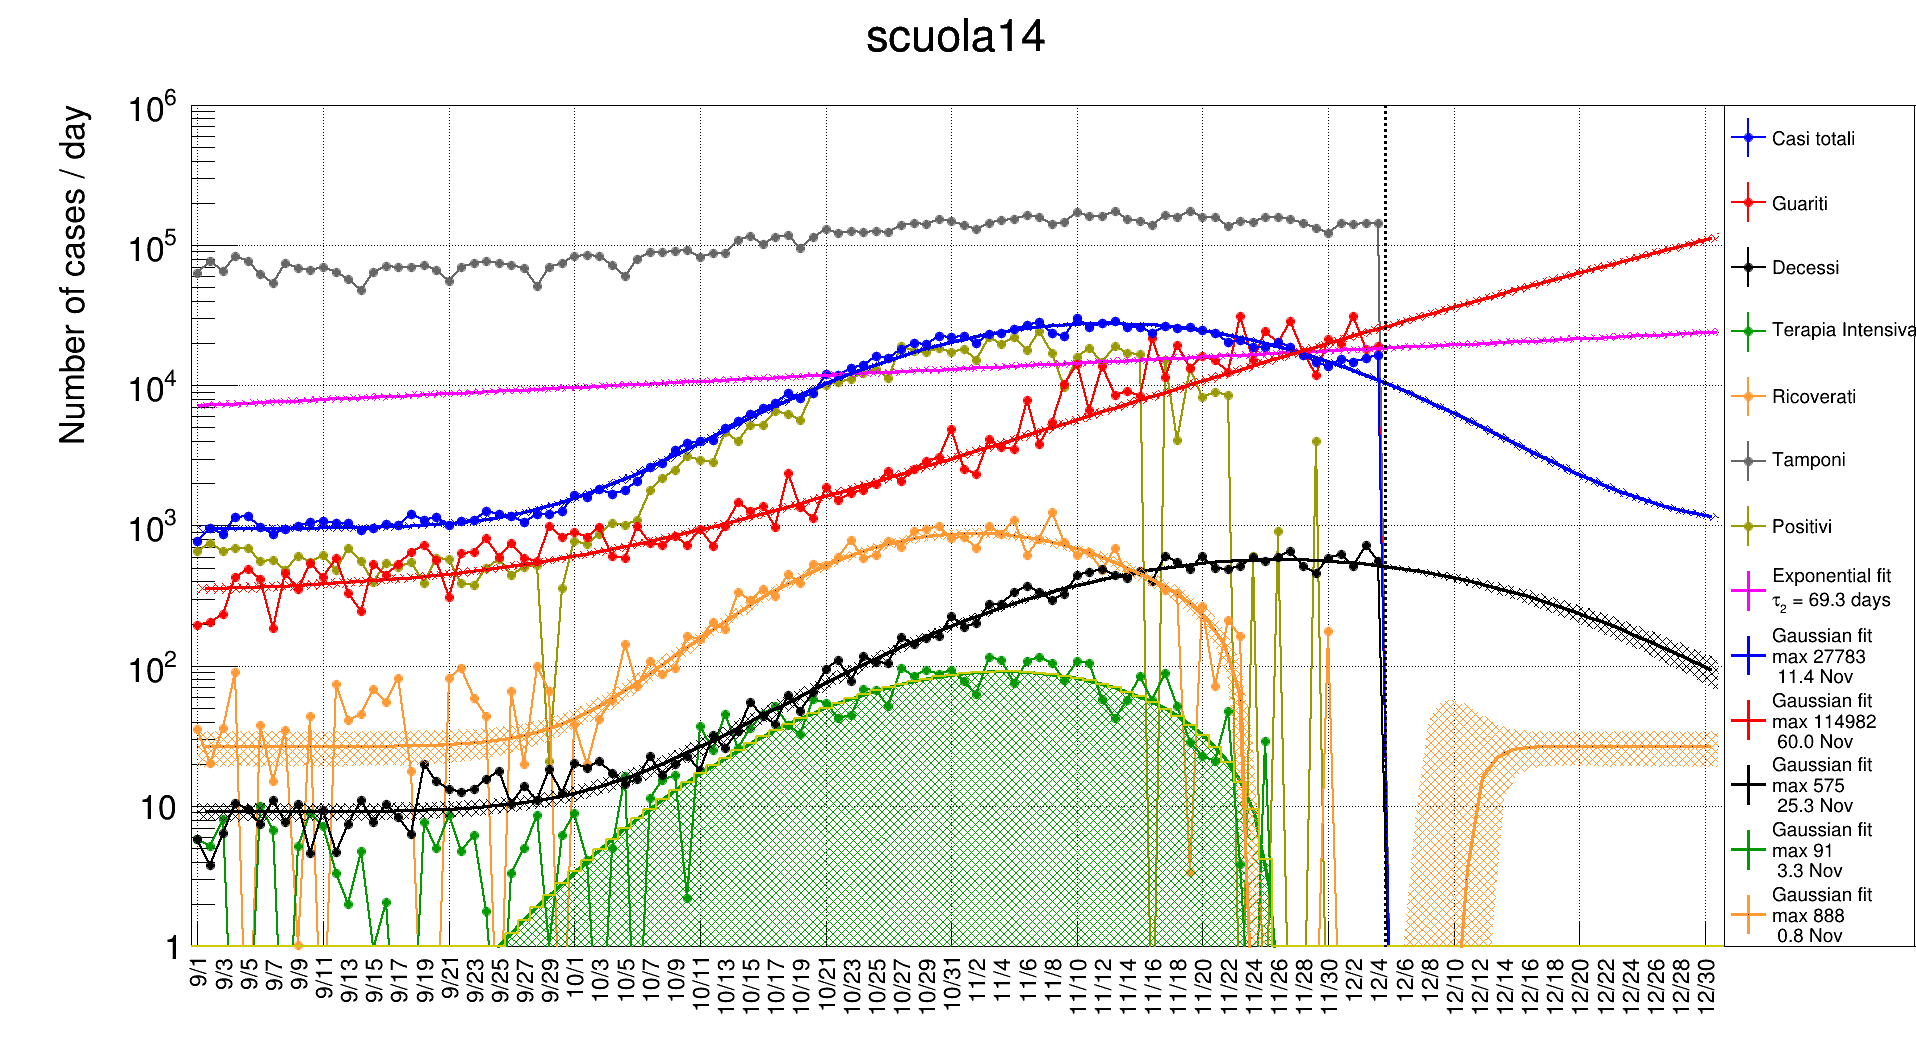 scuola14
Number of cases / day
10^6
10^5
10^4
10^3
10^2
10
1
9/1
9/3
9/5
9/7
9/9
9/11
9/13
9/15
9/17
9/19
9/21
9/23
9/25
9/27
9/29
10/1
10/3
10/5
10/7
10/9
10/11
10/13
10/15
10/17
10/19
10/21
10/23
10/25
10/27
10/29
10/31
11/2
11/4
11/6
11/8
11/10
11/12
11/14
11/16
11/18
11/20
11/22
11/24
11/26
11/28
11/30
12/2
12/4
12/6
12/8
12/10
12/12
12/14
12/16
12/18
12/20
12/22
12/24
12/26
12/28
12/30
Casi totali
Guariti
Decessi
Terapia Intensiva
Ricoverati
Tamponi
Positivi
Exponential fit
τ₂ = 69.3 days
Gaussian fit
max 27783
11.4 Nov
Gaussian fit
max 114982
60.0 Nov
Gaussian fit
max 575
25.3 Nov
Gaussian fit
max 91
3.3 Nov
Gaussian fit
max 888
0.8 Nov